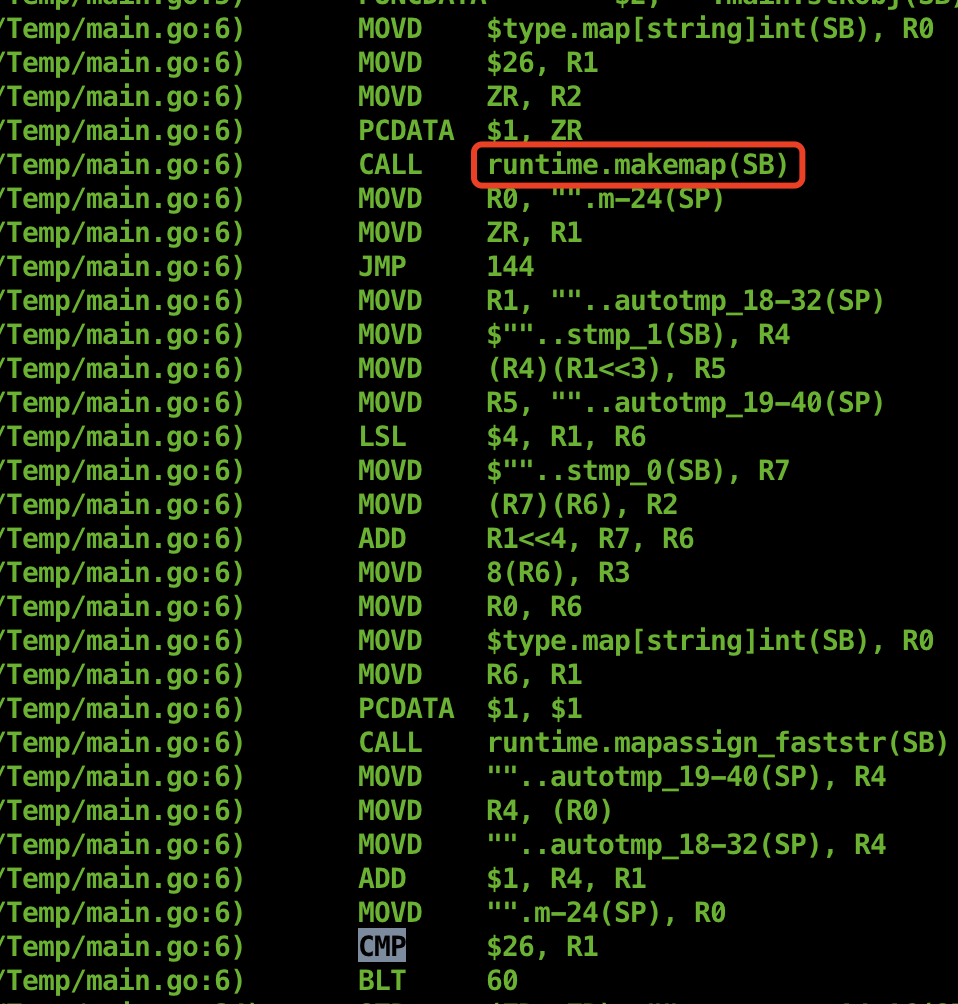 /Temp/main.go:6) MOVD $type.map[string]int(SB), R0
/Temp/main.go:6) MOVD $26, R1
/Temp/main.go:6) MOVD ZR, R2
/Temp/main.go:6) PCDATA $1, ZR
/Temp/main.go:6) CALL runtime.makemap(SB)
/Temp/main.go:6) MOVD R0, "".m-24(SP)
/Temp/main.go:6) MOVD ZR, R1
/Temp/main.go:6) JMP 144
/Temp/main.go:6) MOVD R1, ""..autotmp_18-32(SP)
/Temp/main.go:6) MOVD $""..stmp_1(SB), R4
/Temp/main.go:6) MOVD (R4)(R1<<3), R5
/Temp/main.go:6) MOVD R5, ""..autotmp_19-40(SP)
/Temp/main.go:6) LSL $4, R1, R6
/Temp/main.go:6) MOVD $""..stmp_0(SB), R7
/Temp/main.go:6) MOVD (R7)(R6), R2
/Temp/main.go:6) ADD R1<<4, R7, R6
/Temp/main.go:6) MOVD 8(R6), R3
/Temp/main.go:6) MOVD R0, R6
/Temp/main.go:6) MOVD $type.map[string]int(SB), R0
/Temp/main.go:6) MOVD R6, R1
/Temp/main.go:6) PCDATA $1, $1
/Temp/main.go:6) CALL runtime.mapassign_faststr(SB)
/Temp/main.go:6) MOVD ""..autotmp_19-40(SP), R4
/Temp/main.go:6) MOVD R4, (R0)
/Temp/main.go:6) MOVD ""..autotmp_18-32(SP), R4
/Temp/main.go:6) ADD $1, R4, R1
/Temp/main.go:6) MOVD "".m-24(SP), R0
/Temp/main.go:6) CMP $26, R1
/Temp/main.go:6) BLT 60